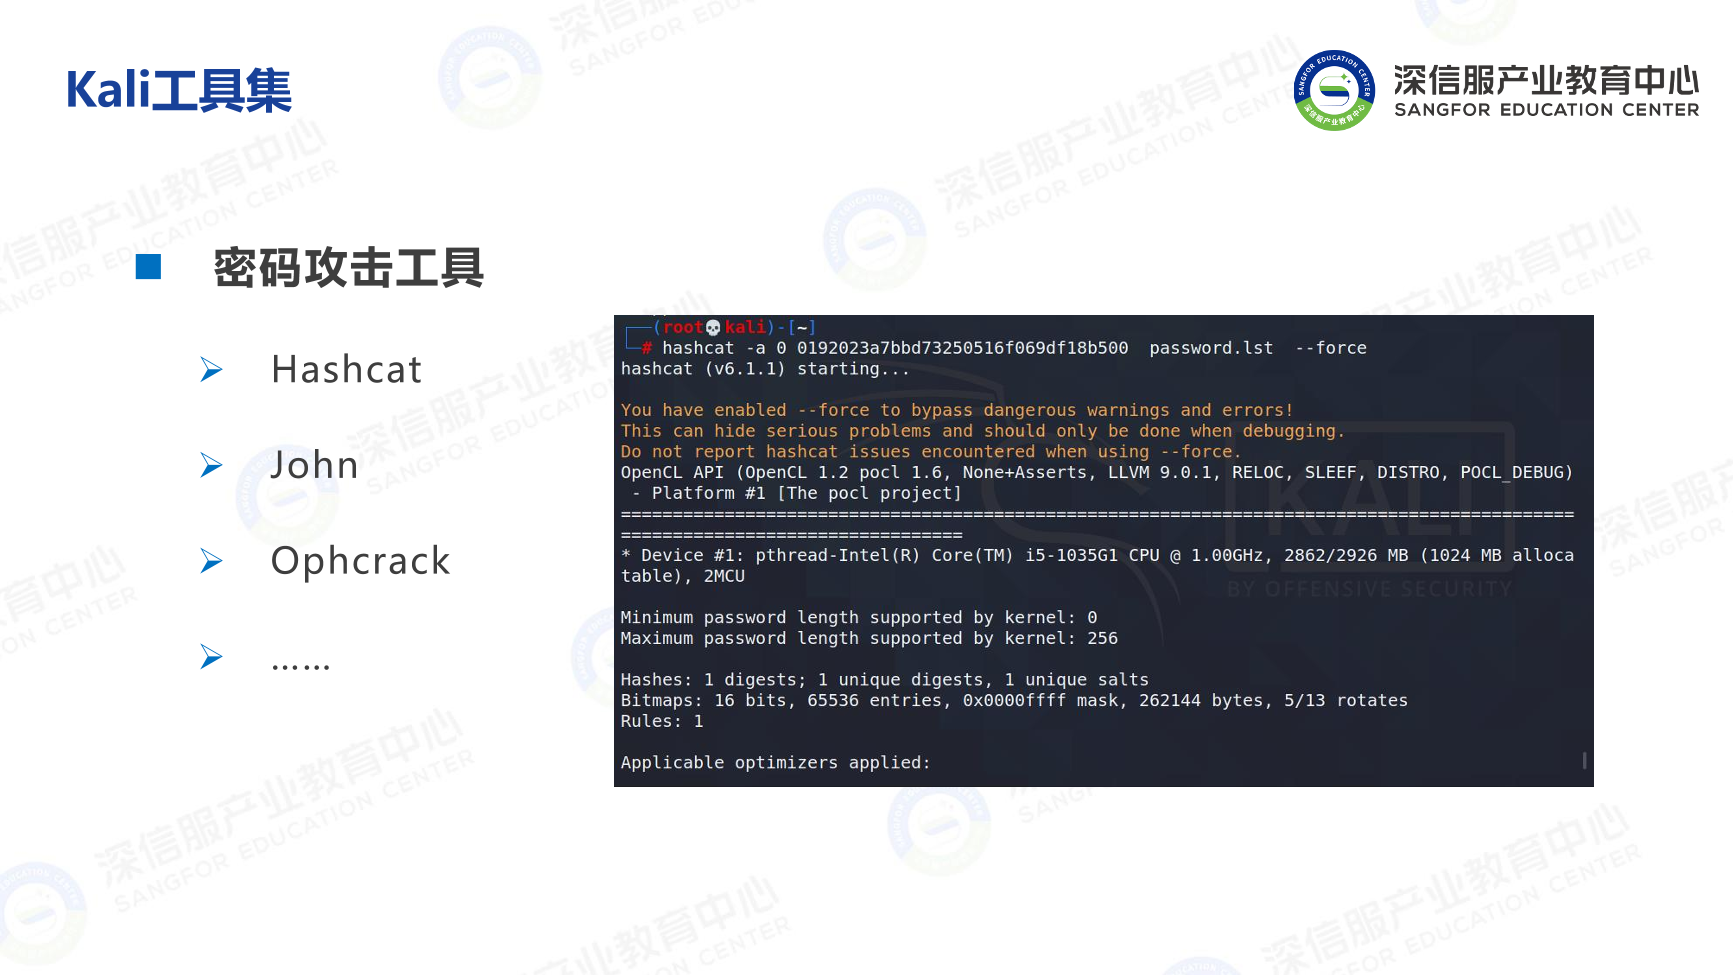 Kali工具集
深信服产业教育中心
SANGFOR EDUCATION CENTER
密码攻击工具
Hashcat
John
Ophcrack
……
(root💀kali)-[~]
# hashcat -a 0 0192023a7bbd73250516f069df18b500  password.lst  --force
hashcat (v6.1.1) starting...
You have enabled --force to bypass dangerous warnings and errors!
This can hide serious problems and should only be done when debugging.
Do not report hashcat issues encountered when using --force.
OpenCL API (OpenCL 1.2 pocl 1.6, None+Asserts, LLVM 9.0.1, RELOC, SLEEF, DISTRO, POCL_DEBUG)
- Platform #1 [The pocl project]
============================================================================================
=================================
* Device #1: pthread-Intel(R) Core(TM) i5-1035G1 CPU @ 1.00GHz, 2862/2926 MB (1024 MB alloca
table), 2MCU
Minimum password length supported by kernel: 0
Maximum password length supported by kernel: 256
Hashes: 1 digests; 1 unique digests, 1 unique salts
Bitmaps: 16 bits, 65536 entries, 0x0000ffff mask, 262144 bytes, 5/13 rotates
Rules: 1
Applicable optimizers applied:
KALI
BY OFFENSIVE SECURITY